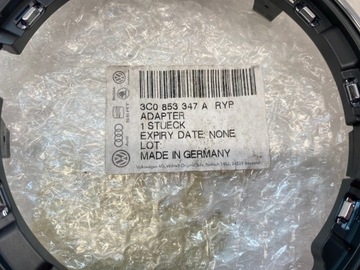 3C0 853 347 A RYP
ADAPTER
1 STUECK
EXPIRY DATE: NONE
LOT:
MADE IN GERMANY